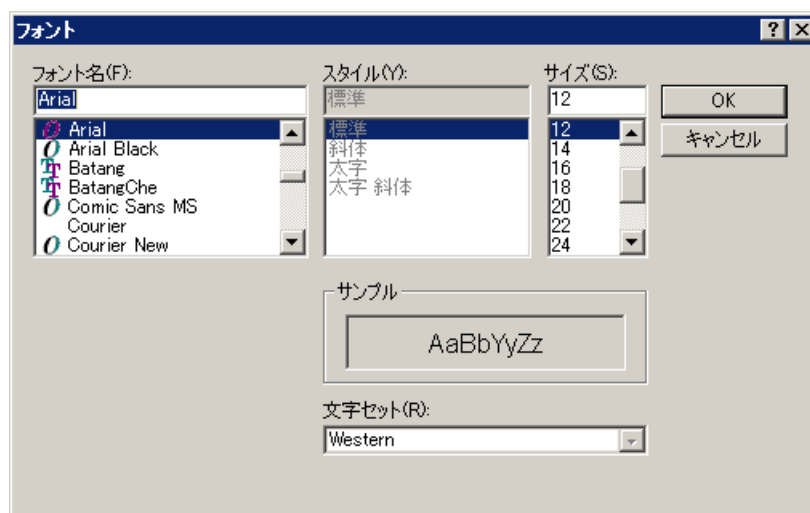 フォント
フォント名(F):
Arial
Arial
Arial Black
Batang
BatangChe
Comic Sans MS
Courier
Courier New
スタイル(Y):
標準
標準
斜体
太字
太字 斜体
サイズ(S):
12
12
14
16
18
20
22
24
OK
キャンセル
サンプル
AaBbYyZz
文字セット(R):
Western